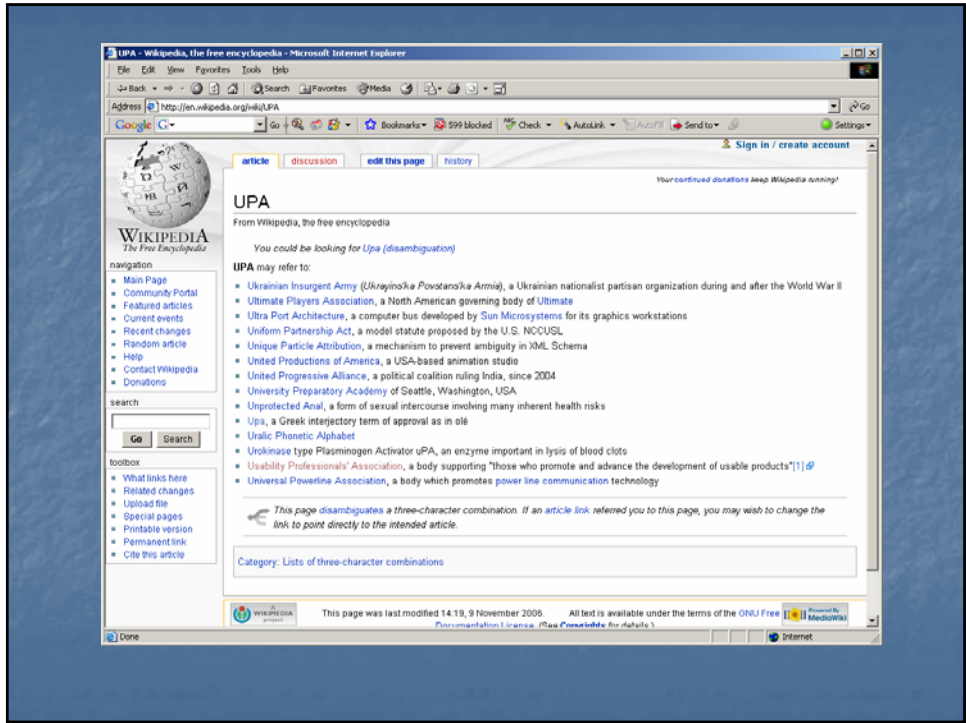 UPA - Wikipedia, the free encyclopedia - Microsoft Internet Explorer
File Edit View Favorites Tools Help
Back Search Favorites Media
Address http://en.wikipedia.org/wiki/UPA Go
Google G Go Bookmarks 599 blocked Check AutoLink AutoFill Send to Settings
Sign in / create account
article discussion edit this page history
Your continued donations keep Wikipedia running!
UPA
From Wikipedia, the free encyclopedia
You could be looking for Upa (disambiguation)
UPA may refer to:
Ukrainian Insurgent Army (Ukrayins'ka Povstans'ka Armia), a Ukrainian nationalist partisan organization during and after the World War II
Ultimate Players Association, a North American governing body of Ultimate
Ultra Port Architecture, a computer bus developed by Sun Microsystems for its graphics workstations
Uniform Partnership Act, a model statute proposed by the U.S. NCCUSL
Unique Particle Attribution, a mechanism to prevent ambiguity in XML Schema
United Productions of America, a USA-based animation studio
United Progressive Alliance, a political coalition ruling India, since 2004
University Preparatory Academy of Seattle, Washington, USA
Unprotected Anal, a form of sexual intercourse involving many inherent health risks
Upa, a Greek interjectory term of approval as in olé
Uralic Phonetic Alphabet
Urokinase type Plasminogen Activator uPA, an enzyme important in lysis of blood clots
Usability Professionals' Association, a body supporting "those who promote and advance the development of usable products"[1]
Universal Powerline Association, a body which promotes power line communication technology
This page disambiguates a three-character combination. If an article link referred you to this page, you may wish to change the
link to point directly to the intended article.
Category: Lists of three-character combinations
WIKIPEDIA
The Free Encyclopedia
navigation
Main Page
Community Portal
Featured articles
Current events
Recent changes
Random article
Help
Contact Wikipedia
Donations
search
Go Search
toolbox
What links here
Related changes
Upload file
Special pages
Printable version
Permanent link
Cite this article
A
WIKIMEDIA
project
This page was last modified 14:19, 9 November 2006. All text is available under the terms of the GNU Free
Documentation License. (See Copyrights for details.)
Powered By
MediaWiki
Done Internet